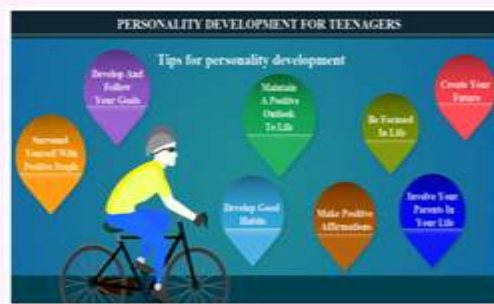 PERSONALITY DEVELOPMENT FOR TEENAGERS
Tips for personality development
Develop And
Follow
Your Goals
Maintain
A Positive
Outlook
To Life
Create Your
Future
Be Focused
In Life
Surround
Yourself With
Positive People
Develop Good
Habits
Make Positive
Affirmations
Involve Your
Parents In
Your Life